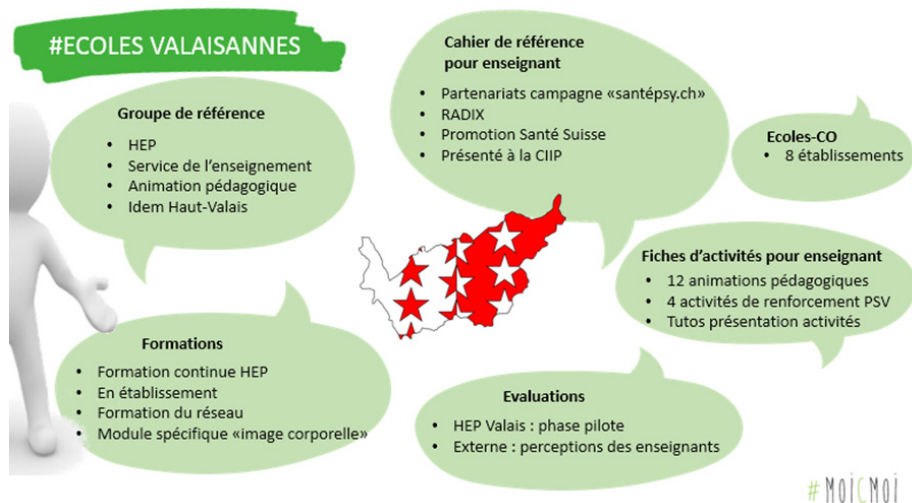 #ECOLES VALAISANNES
Groupe de référence
• HEP
• Service de l’enseignement
• Animation pédagogique
• Idem Haut-Valais
Cahier de référence
pour enseignant
• Partenariats campagne «santépsy.ch»
• RADIX
• Promotion Santé Suisse
• Présenté à la CIIP
Ecoles-CO
• 8 établissements
Fiches d’activités pour enseignant
• 12 animations pédagogiques
• 4 activités de renforcement PSV
• Tutos présentation activités
Formations
• Formation continue HEP
• En établissement
• Formation du réseau
• Module spécifique «image corporelle»
Evaluations
• HEP Valais : phase pilote
• Externe : perceptions des enseignants
# MOiCMOi